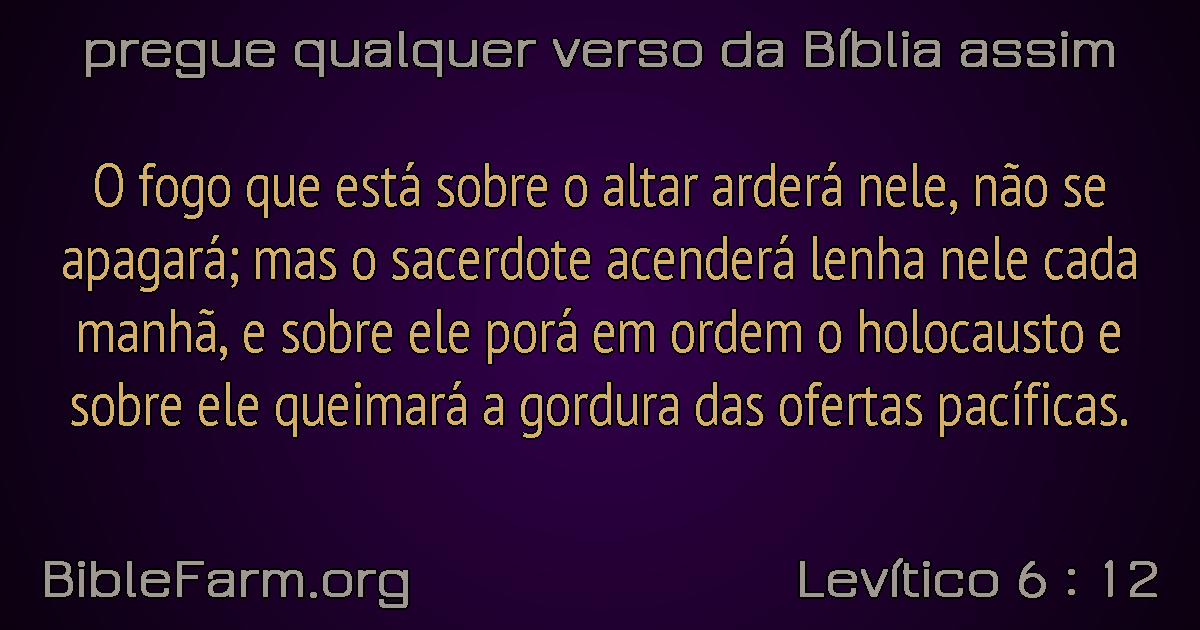 pregue qualquer verso da Bíblia assim
O fogo que está sobre o altar arderá nele, não se
apagará; mas o sacerdote acenderá lenha nele cada
manhã, e sobre ele porá em ordem o holocausto e
sobre ele queimará a gordura das ofertas pacíficas.
BibleFarm.org
Levítico 6 : 12